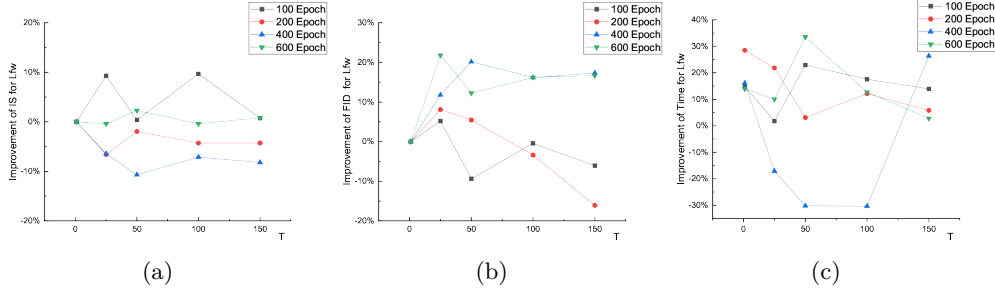 100 Epoch
200 Epoch
400 Epoch
600 Epoch
20%
10%
0%
-10%
-20%
Improvement of IS for Lfw
0 50 100 150
T
(a)
100 Epoch
200 Epoch
400 Epoch
600 Epoch
30%
20%
10%
0%
-10%
-20%
Improvement of FID for Lfw
0 50 100 150
T
(b)
100 Epoch
200 Epoch
400 Epoch
600 Epoch
40%
30%
20%
10%
0%
-10%
-20%
-30%
Improvement of Time for Lfw
0 50 100 150
T
(c)